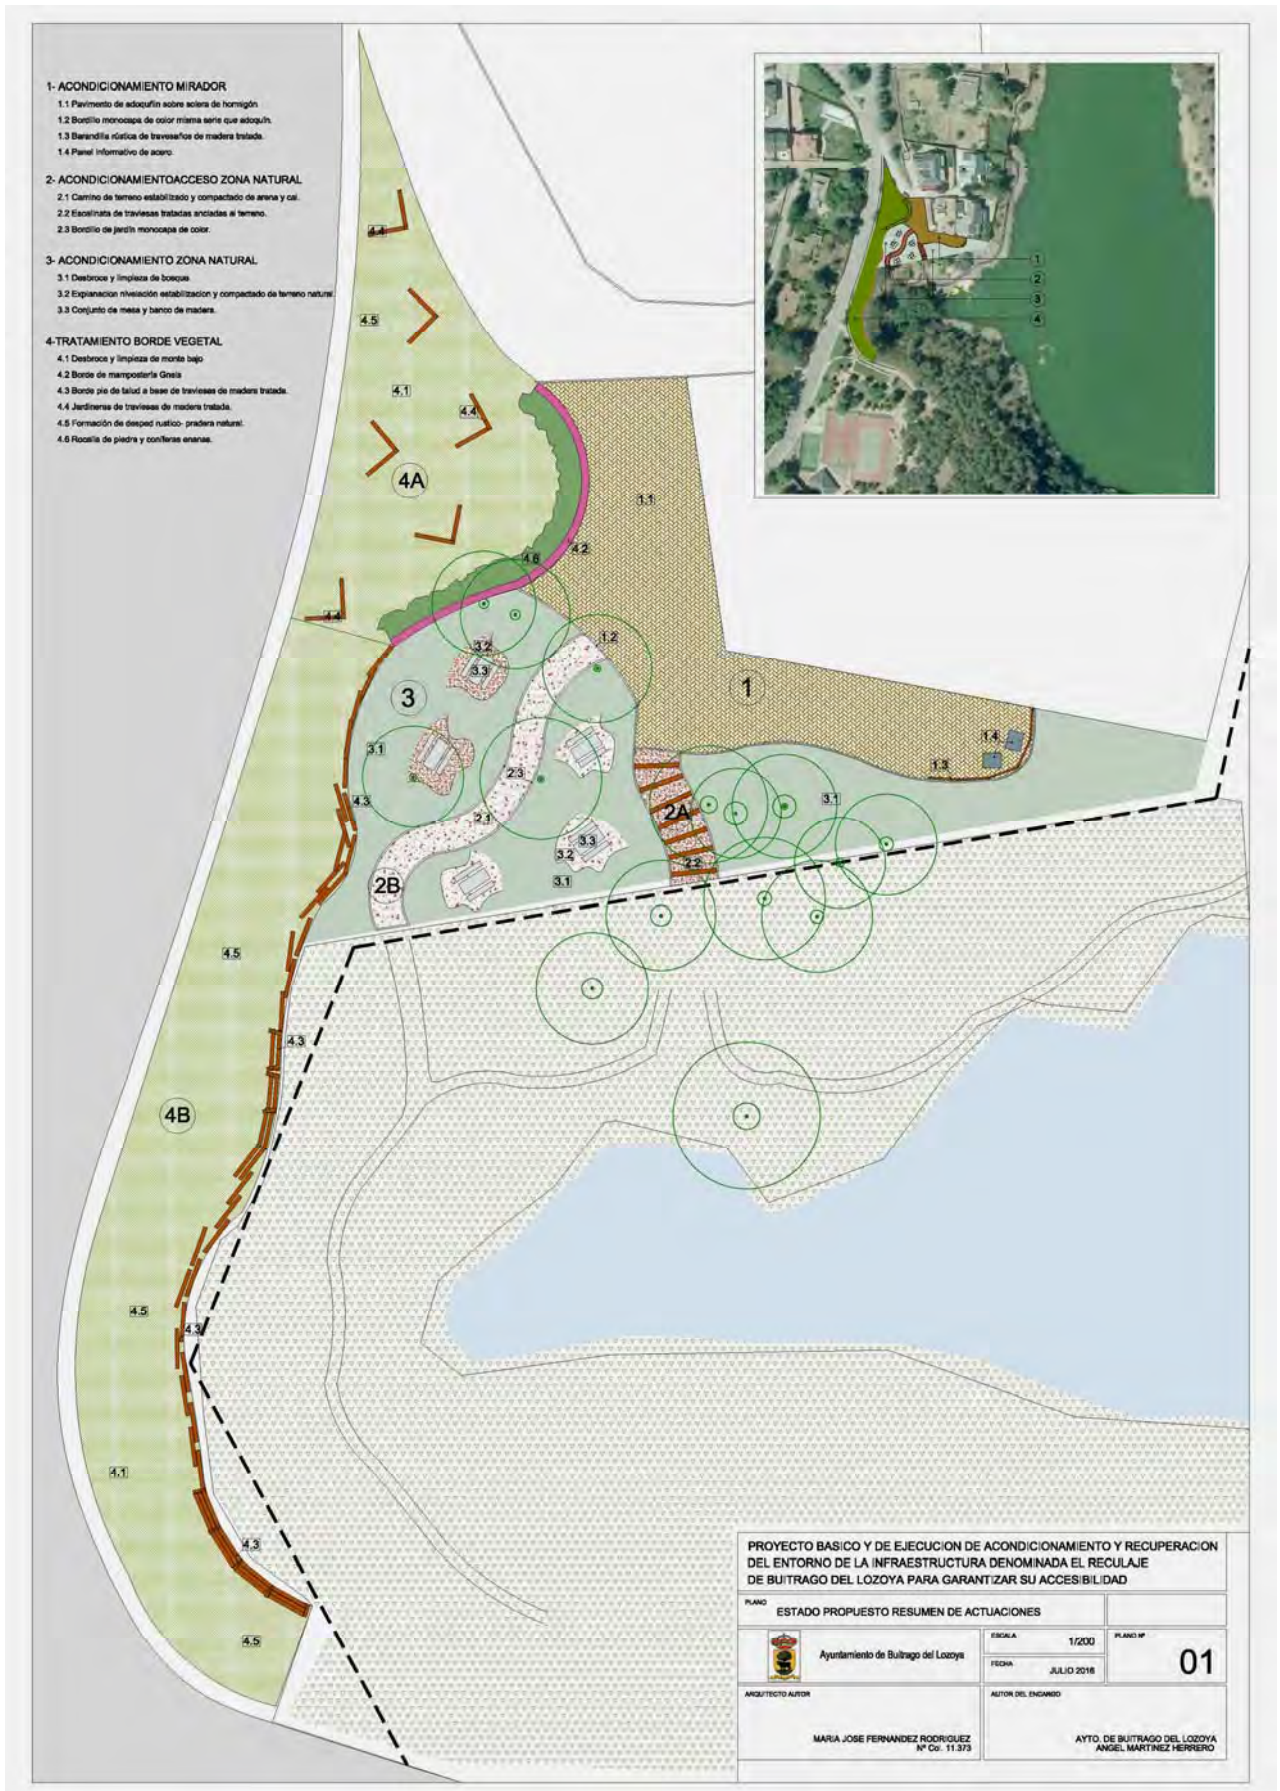 1- ACONDICIONAMIENTO MIRADOR
1.1 Pavimento de adoquñin sobre solera de hormigón
1.2 Bordillo monocapa de color misma serie que adoquín.
1.3 Barandilla rústica de travesaños de madera tratada.
1.4 Panel informativo de acero.
2- ACONDICIONAMIENTOACCESO ZONA NATURAL
2.1 Camino de terreno estabilizado y compactado de arena y cal.
2.2 Escalinata de traviesas tratadas ancladas al terreno.
2.3 Bordillo de jardín monocapa de color.
3- ACONDICIONAMIENTO ZONA NATURAL
3.1 Desbroce y limpieza de bosque
3.2 Explanacion nivelación estabilizacion y compactado de terreno natural.
3.3 Conjunto de mesa y banco de madera.
4-TRATAMIENTO BORDE VEGETAL
4.1 Desbroce y limpieza de monte bajo
4.2 Borde de mampostería Gneis
4.3 Borde pie de talud a base de traviesas de madera tratada.
4.4 Jardineras de traviesas de madera tratada.
4.5 Formación de desped rustico- pradera natural.
4.6 Rocalla de piedra y coníferas enanas.
1
2
3
4
4.4
4.5
4.1
4.4
4A
1.1
4.2
4.6
4.4
1.2
3.2
3.3
3
1
3.1
1.4
1.3
2.3
4.3
3.1
2.1
2A
3.3
3.2
2.2
3.1
2B
4.5
4.3
4B
4.5
4.3
4.1
4.3
4.5
PROYECTO BASICO Y DE EJECUCION DE ACONDICIONAMIENTO Y RECUPERACION
DEL ENTORNO DE LA INFRAESTRUCTURA DENOMINADA EL RECULAJE
DE BUITRAGO DEL LOZOYA PARA GARANTIZAR SU ACCESIBILIDAD
PLANO
ESTADO PROPUESTO RESUMEN DE ACTUACIONES
Ayuntamiento de Buitrago del Lozoya
ESCALA
1/200
PLANO Nº
01
FECHA
JULIO 2016
ARQUITECTO AUTOR
MARIA JOSE FERNANDEZ RODRIGUEZ
Nº Col. 11.373
AUTOR DEL ENCARGO
AYTO. DE BUITRAGO DEL LOZOYA
ANGEL MARTINEZ HERRERO